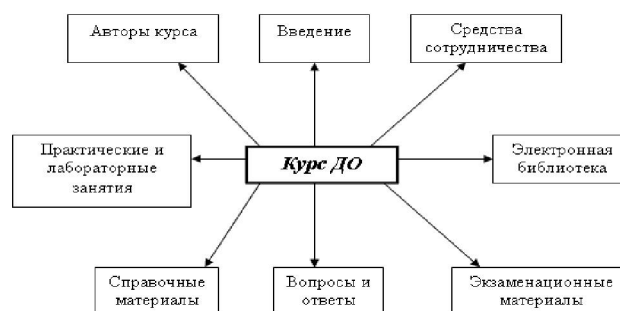 Авторы курса
Введение
Средства
сотрудничества
Практические и
лабораторные
занятия
Курс ДО
Электронная
библиотека
Справочные
материалы
Вопросы и
ответы
Экзаменационные
материалы